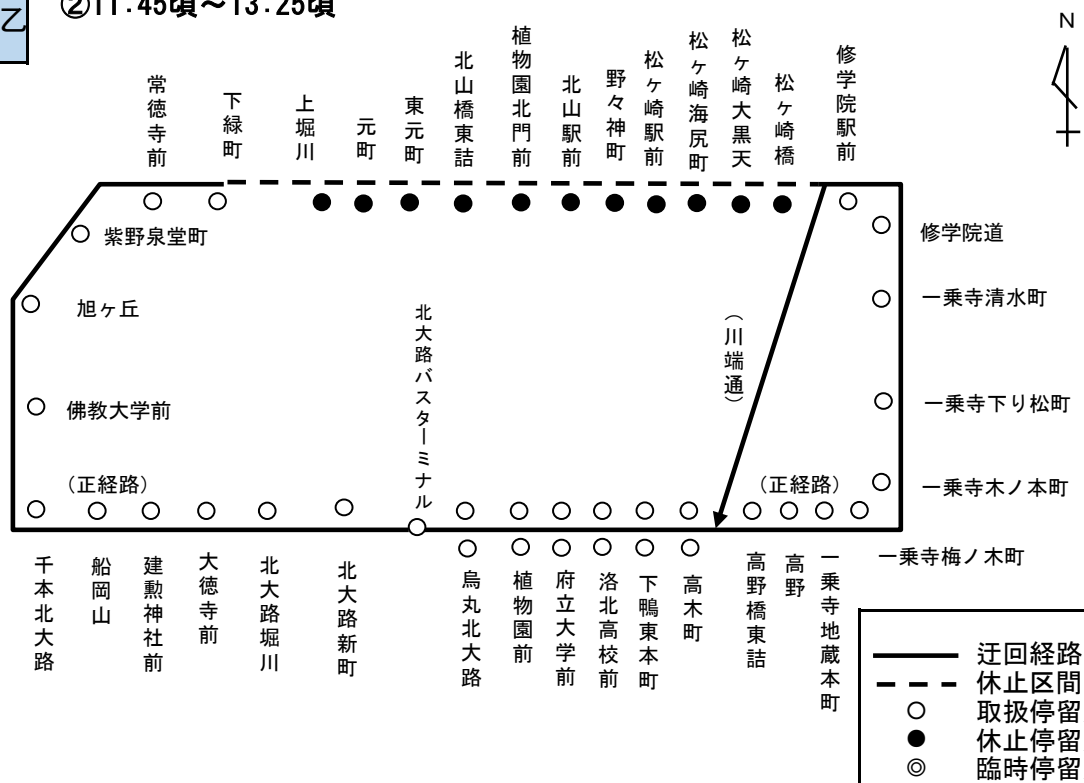 乙
②11:45頃～13:25頃
N
常徳寺前
下緑町
上堀川
元町
東元町
北山橋東詰
植物園北門前
北山駅前
野々神町
松ヶ崎駅前
松ヶ崎海尻町
松ヶ崎大黒天
松ヶ崎橋
修学院駅前
紫野泉堂町
修学院道
旭ヶ丘
一乗寺清水町
北大路バスターミナル
（川端通）
佛教大学前
一乗寺下り松町
（正経路）
（正経路）
一乗寺木ノ本町
千本北大路
船岡山
建勲神社前
大徳寺前
北大路堀川
北大路新町
烏丸北大路
植物園前
府立大学前
洛北高校前
下鴨東本町
高木町
高野橋東詰
高野
一乗寺地蔵本町
一乗寺梅ノ木町
迂回経路
休止区間
取扱停留
休止停留
臨時停留